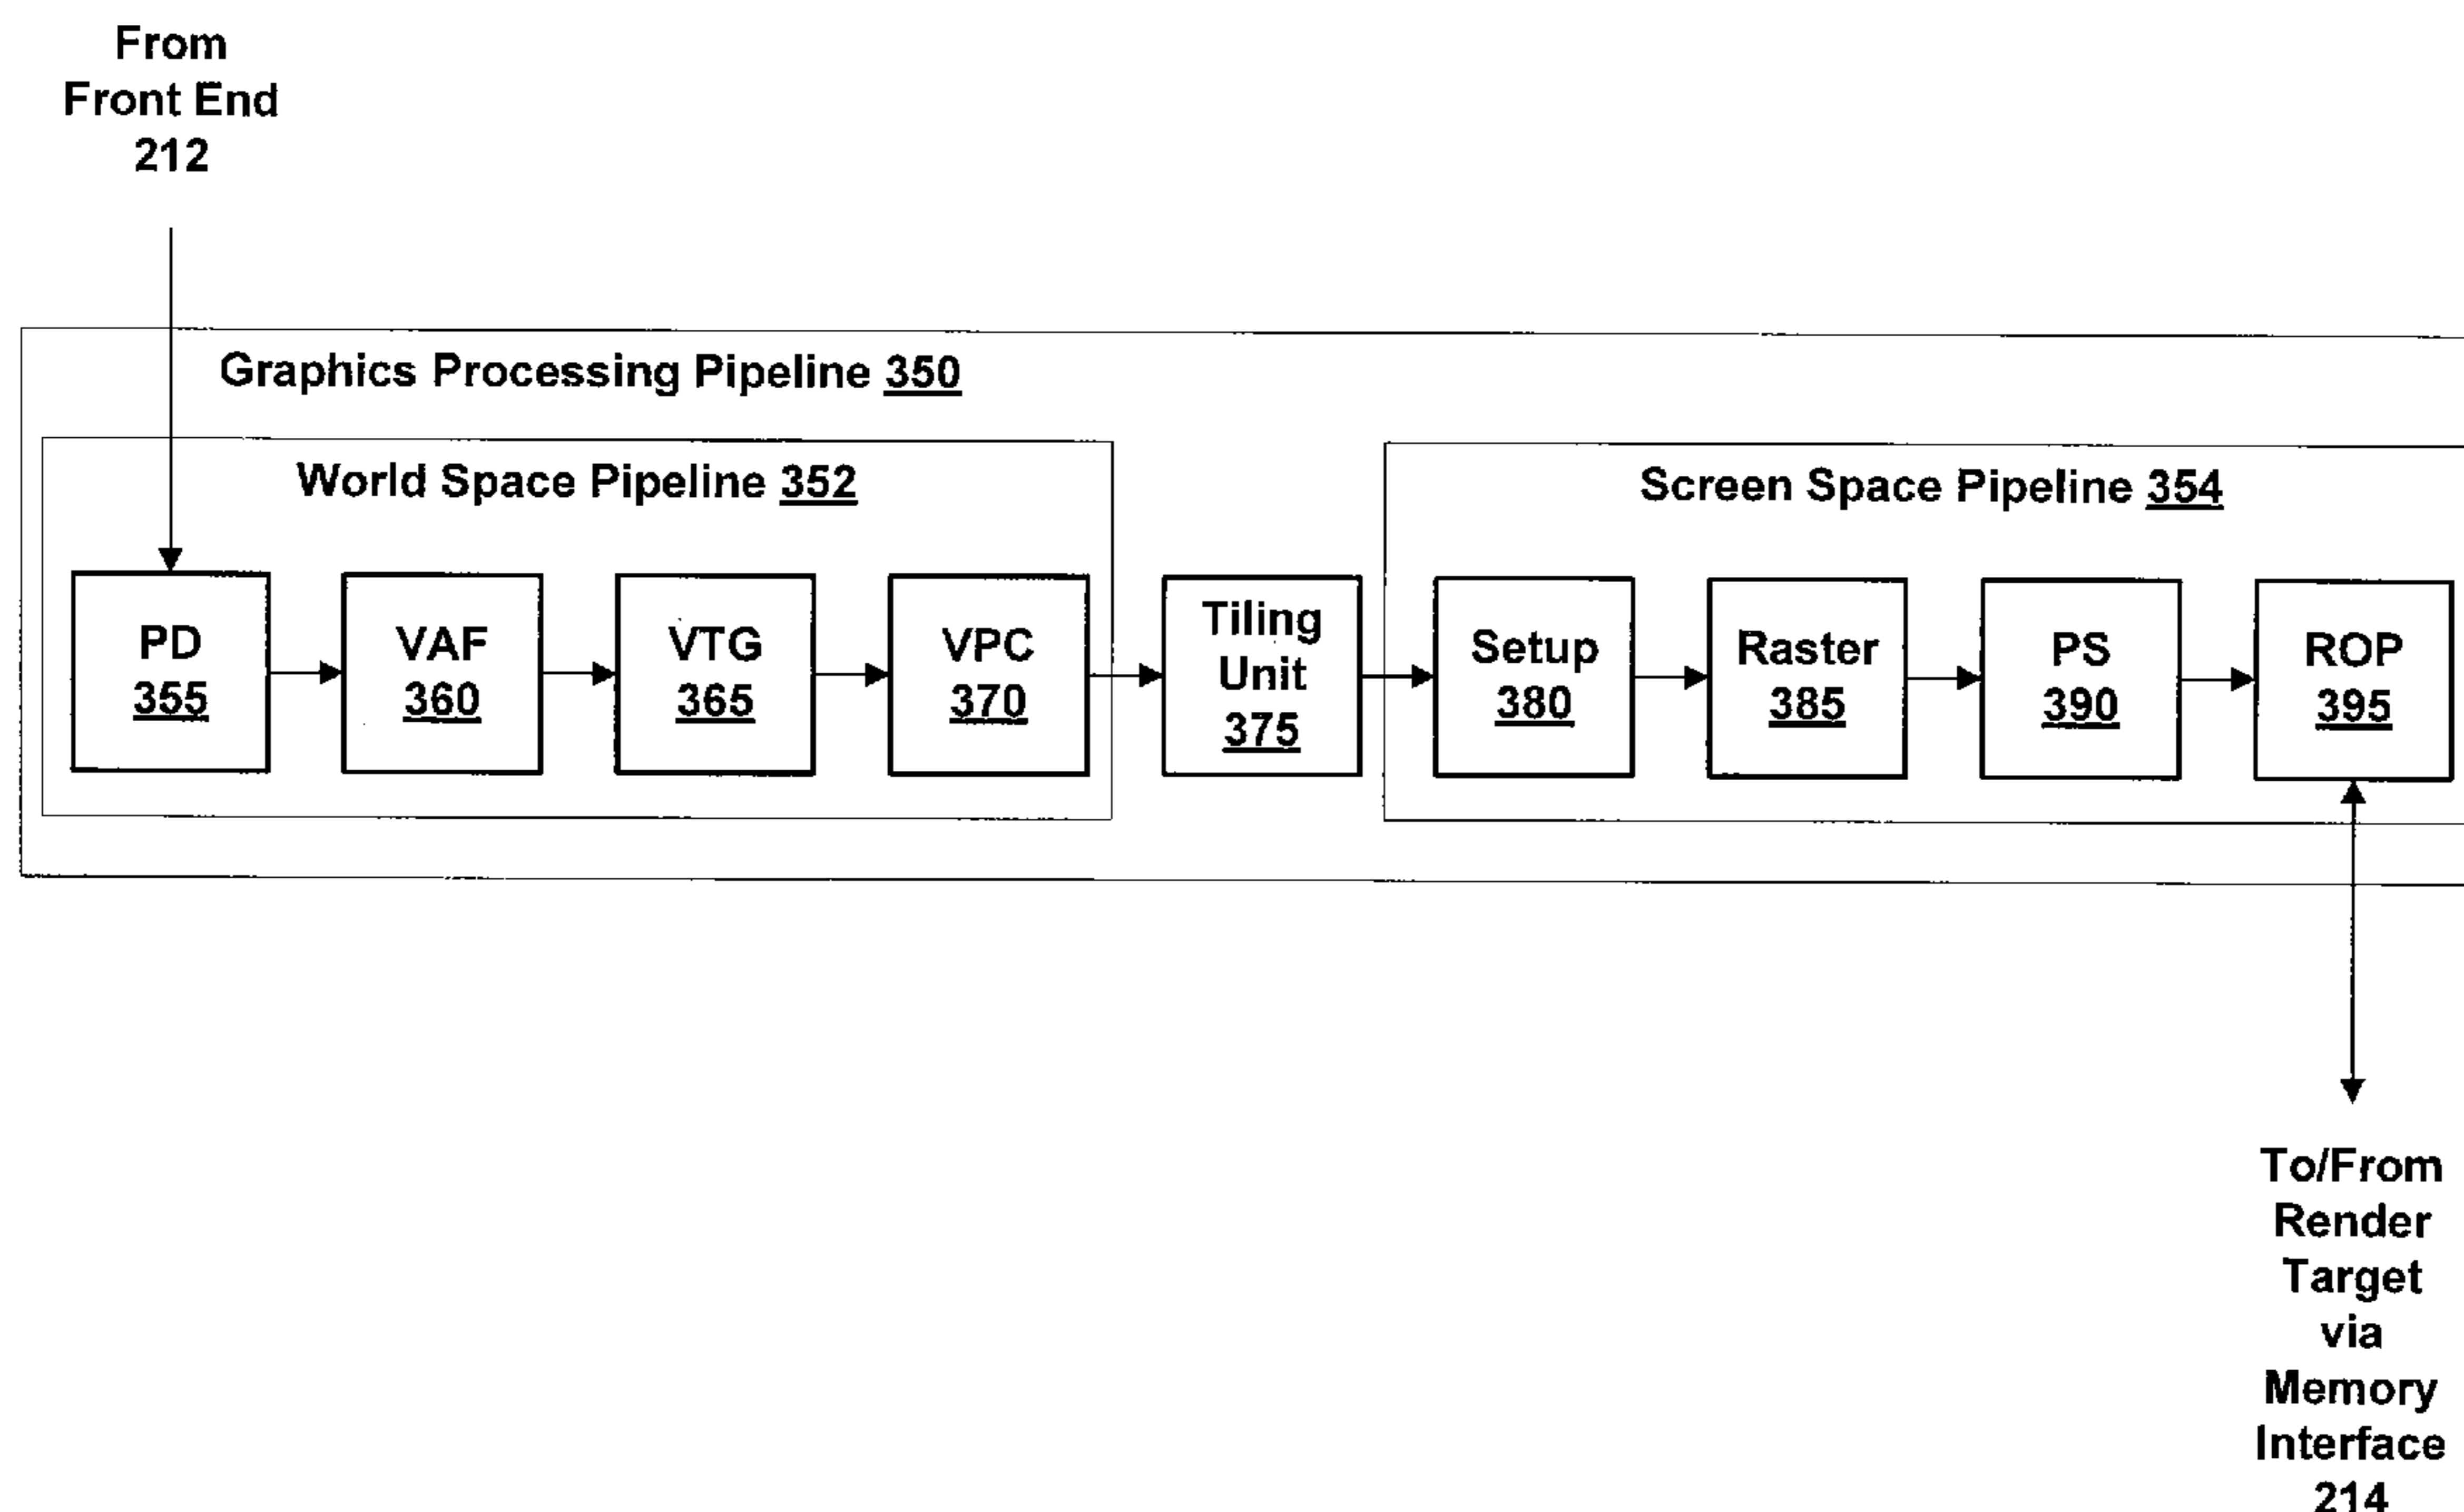 From
Front End
212
Graphics Processing Pipeline 350
World Space Pipeline 352
Screen Space Pipeline 354
PD
355
VAF
360
VTG
365
VPC
370
Tiling
Unit
375
Setup
380
Raster
385
PS
390
ROP
395
To/From
Render
Target
via
Memory
Interface
214